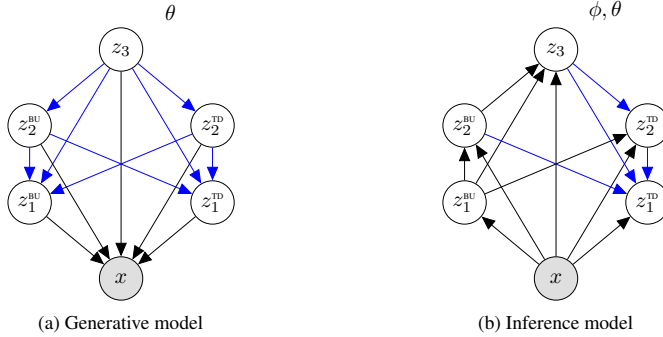 θ
ϕ, θ
z₃
z₃
z₂ᴮᵁ
z₂ᵀᴰ
z₂ᴮᵁ
z₂ᵀᴰ
z₁ᴮᵁ
z₁ᵀᴰ
z₁ᴮᵁ
z₁ᵀᴰ
x
x
(a) Generative model
(b) Inference model